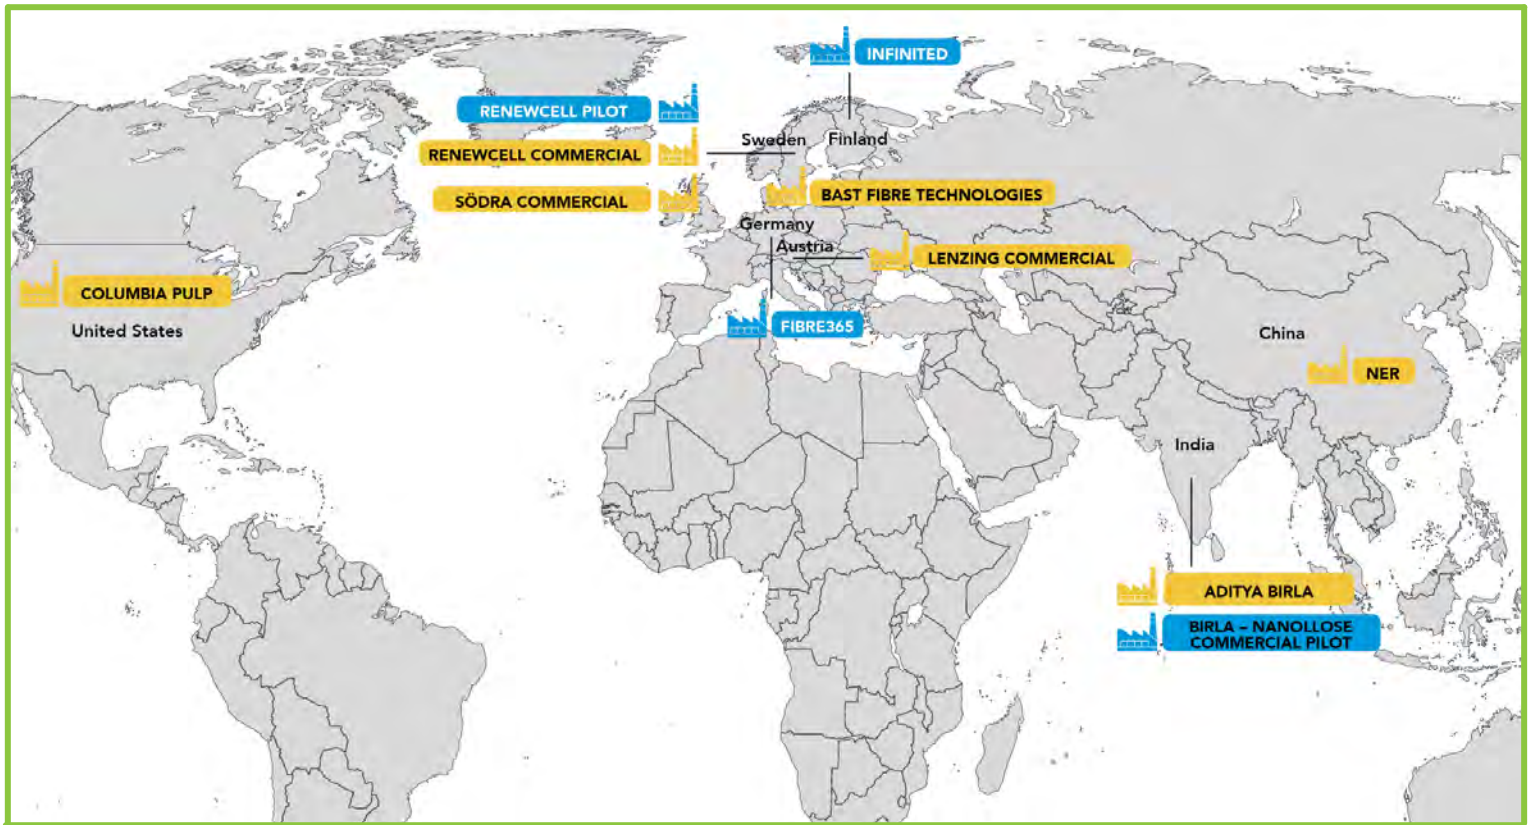 INFINITED
RENEWCELL PILOT
Sweden
Finland
RENEWCELL COMMERCIAL
SÖDRA COMMERCIAL
BAST FIBRE TECHNOLOGIES
Germany
Austria
LENZING COMMERCIAL
COLUMBIA PULP
United States
FIBRE365
China
NER
India
ADITYA BIRLA
BIRLA – NANOLLOSE
COMMERCIAL PILOT